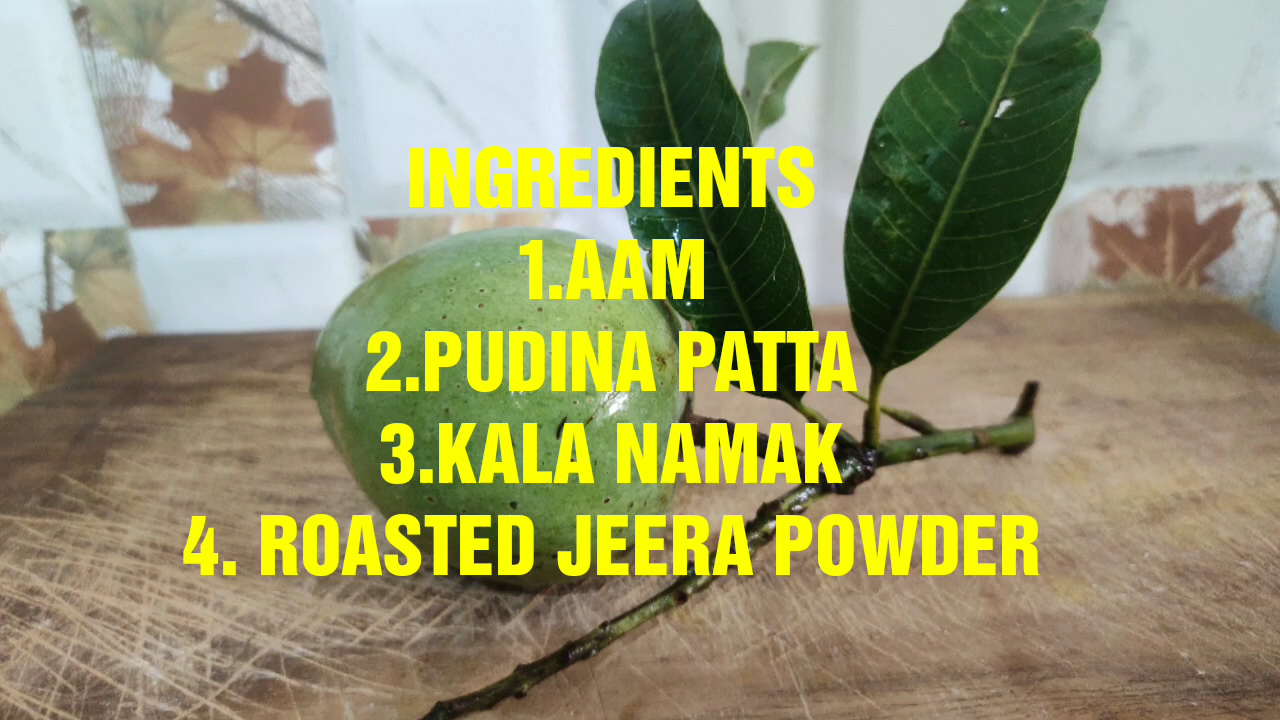 INGREDIENTS
1.AAM
2.PUDINA PATTA
3.KALA NAMAK
4. ROASTED JEERA POWDER